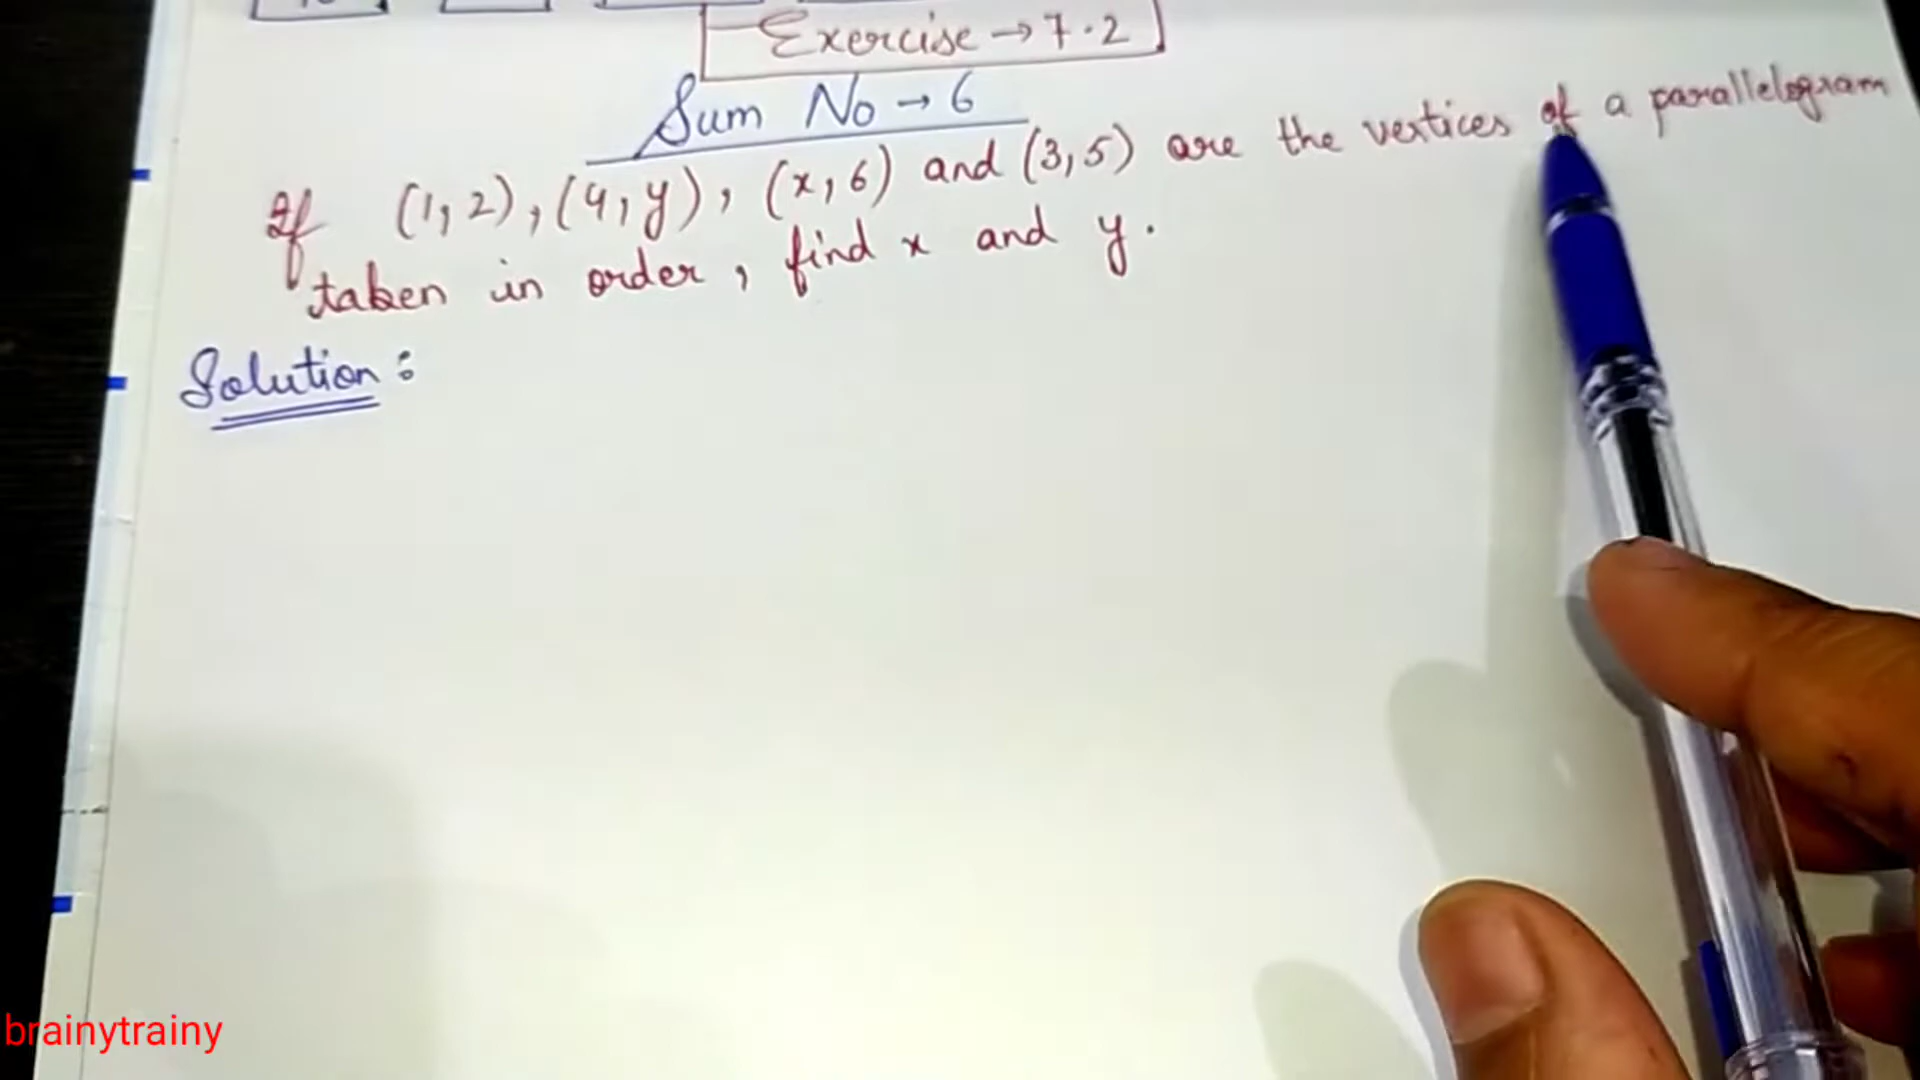 Exercise → 7.2
Sum No → 6
If (1, 2), (4, y), (x, 6) and (3, 5) are the vertices of a parallelogram
taken in order, find x and y.
Solution:
brainytrainy